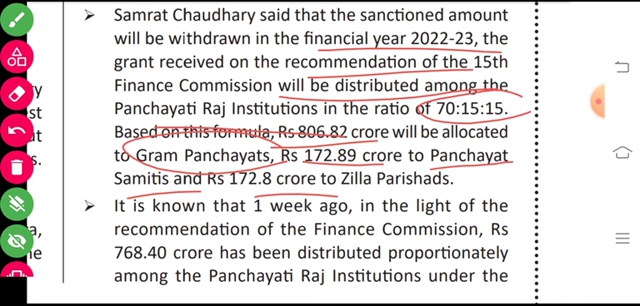 ➢ Samrat Chaudhary said that the sanctioned amount
will be withdrawn in the financial year 2022-23, the
grant received on the recommendation of the 15th
Finance Commission will be distributed among the
Panchayati Raj Institutions in the ratio of 70:15:15.
Based on this formula, Rs 806.82 crore will be allocated
to Gram Panchayats, Rs 172.89 crore to Panchayat
Samitis and Rs 172.8 crore to Zilla Parishads.
➢ It is known that 1 week ago, in the light of the
recommendation of the Finance Commission, Rs
768.40 crore has been distributed proportionately
among the Panchayati Raj Institutions under the